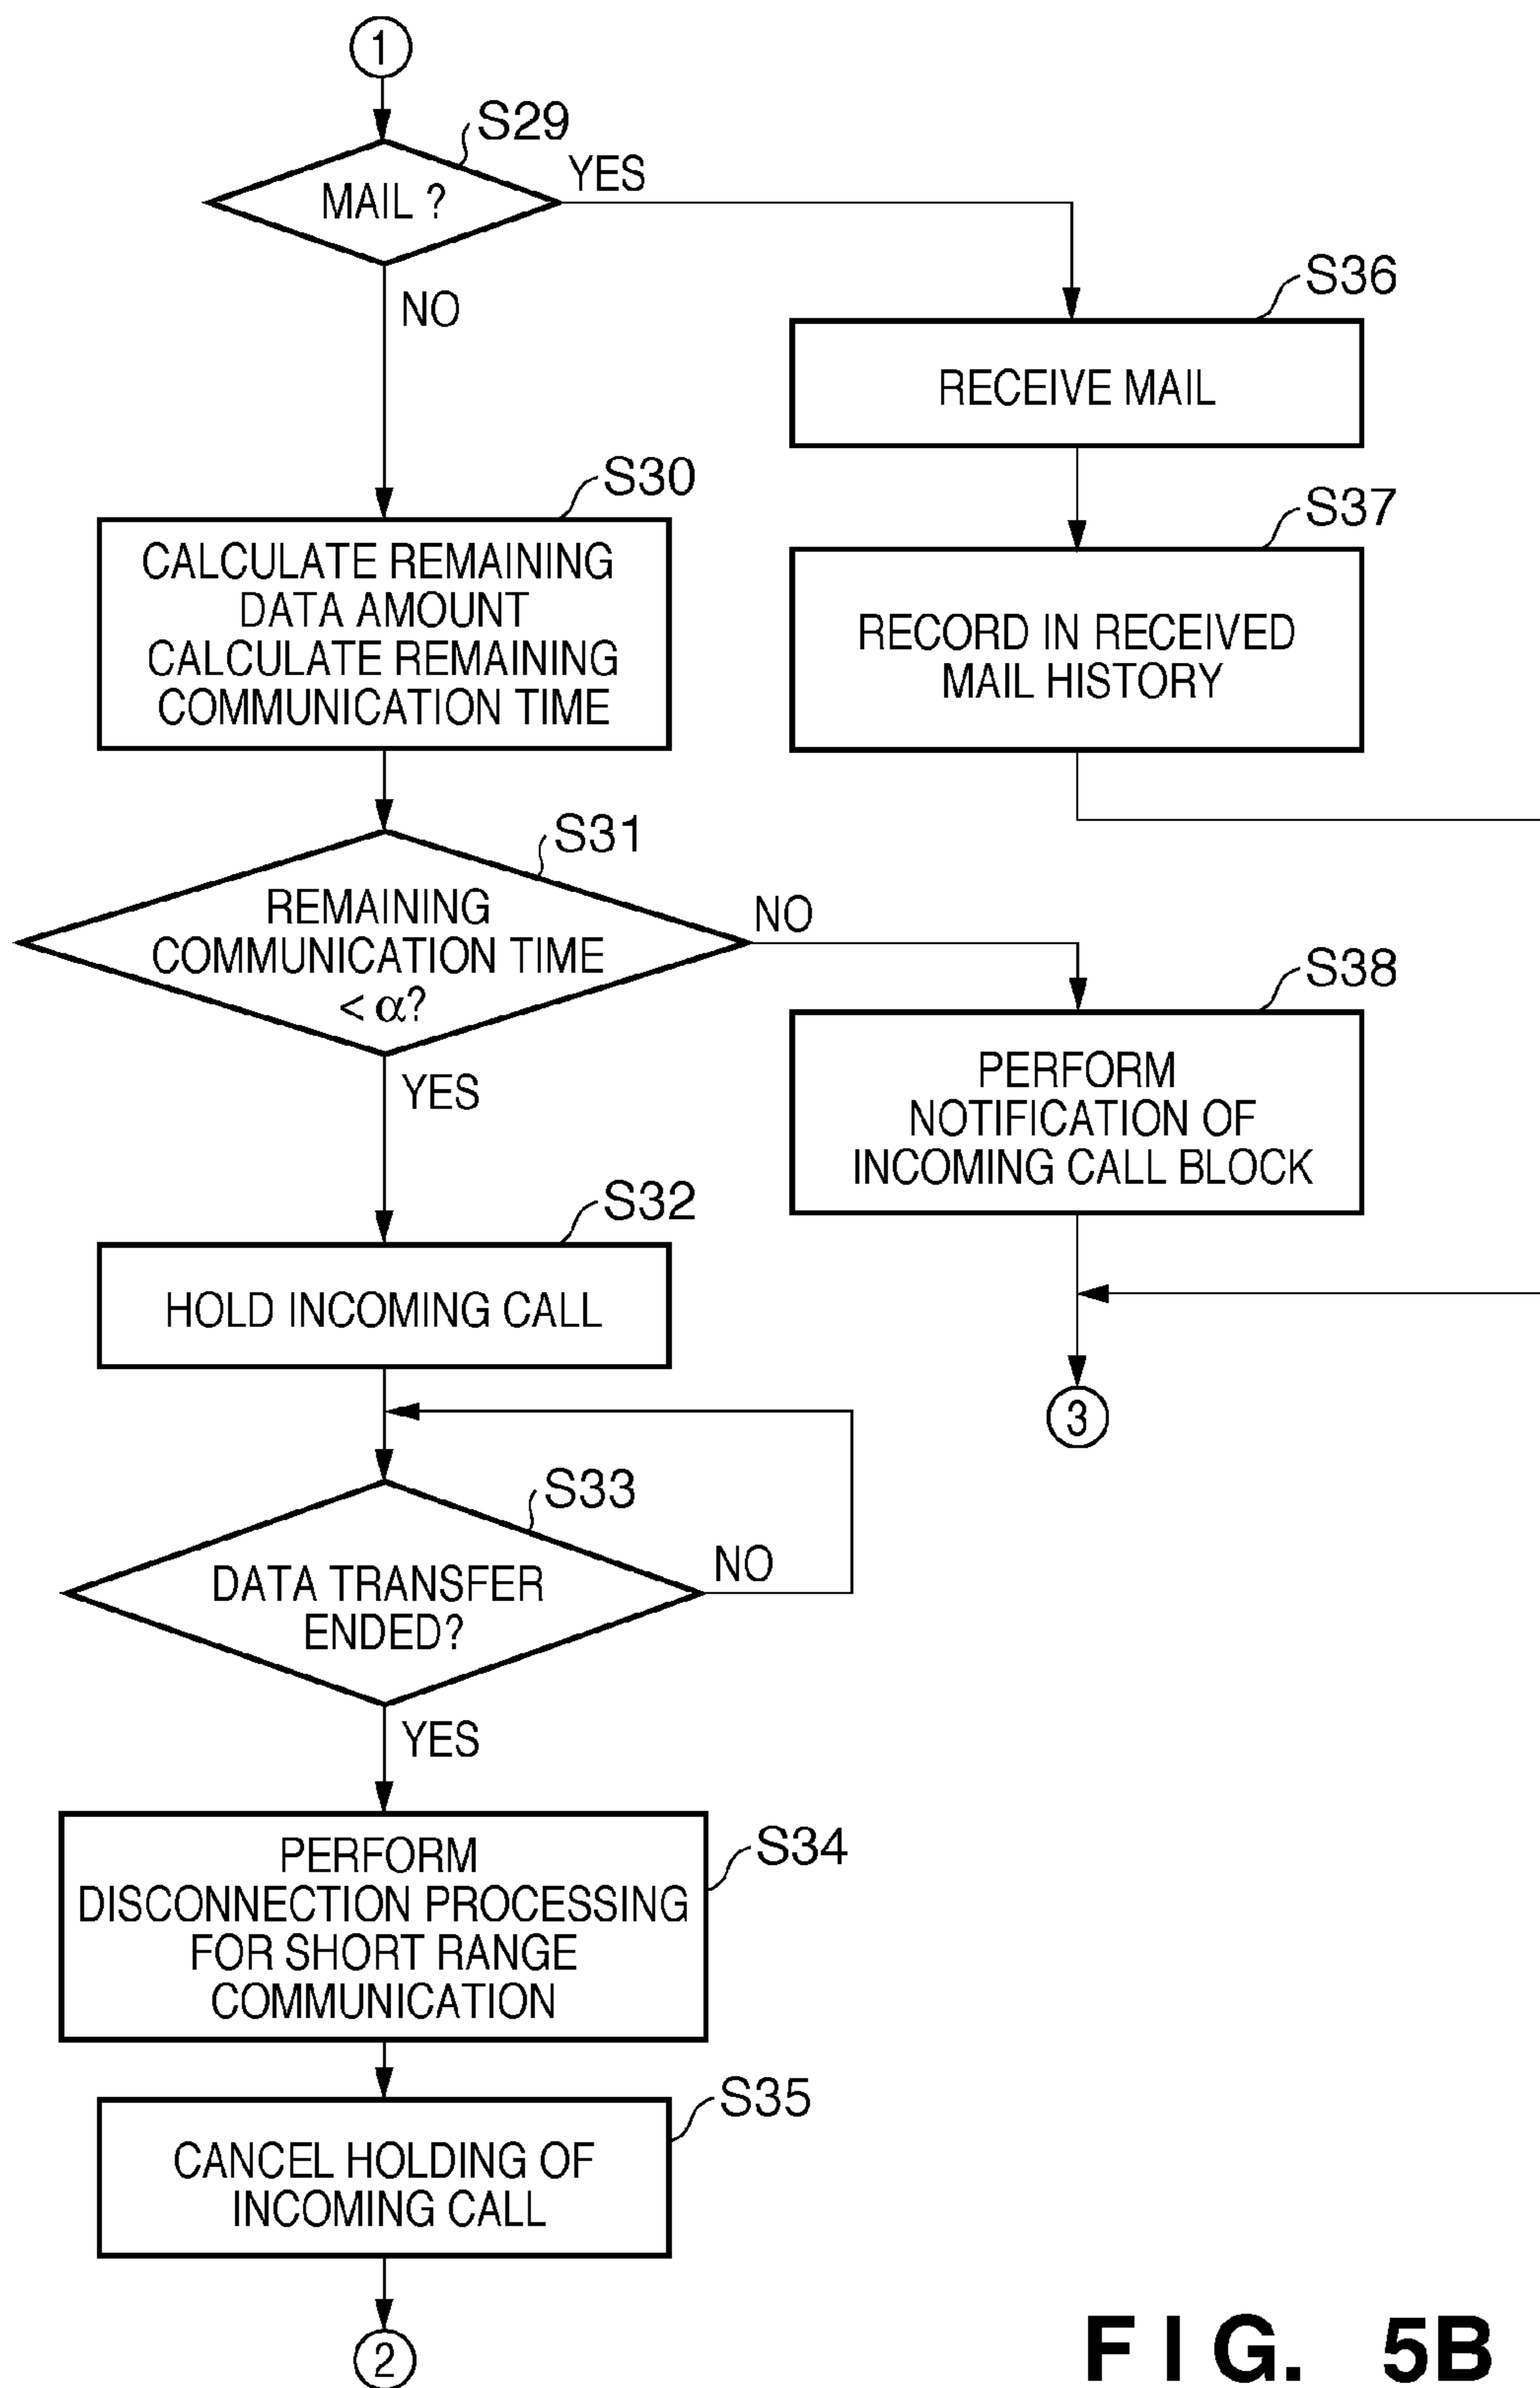 1
S29
MAIL ?
YES
NO
S36
RECEIVE MAIL
S37
RECORD IN RECEIVED
MAIL HISTORY
S30
CALCULATE REMAINING
DATA AMOUNT
CALCULATE REMAINING
COMMUNICATION TIME
S31
REMAINING
COMMUNICATION TIME
< α?
NO
YES
S38
PERFORM
NOTIFICATION OF
INCOMING CALL BLOCK
3
S32
HOLD INCOMING CALL
S33
DATA TRANSFER
ENDED?
NO
YES
S34
PERFORM
DISCONNECTION PROCESSING
FOR SHORT RANGE
COMMUNICATION
S35
CANCEL HOLDING OF
INCOMING CALL
2
FIG. 5B